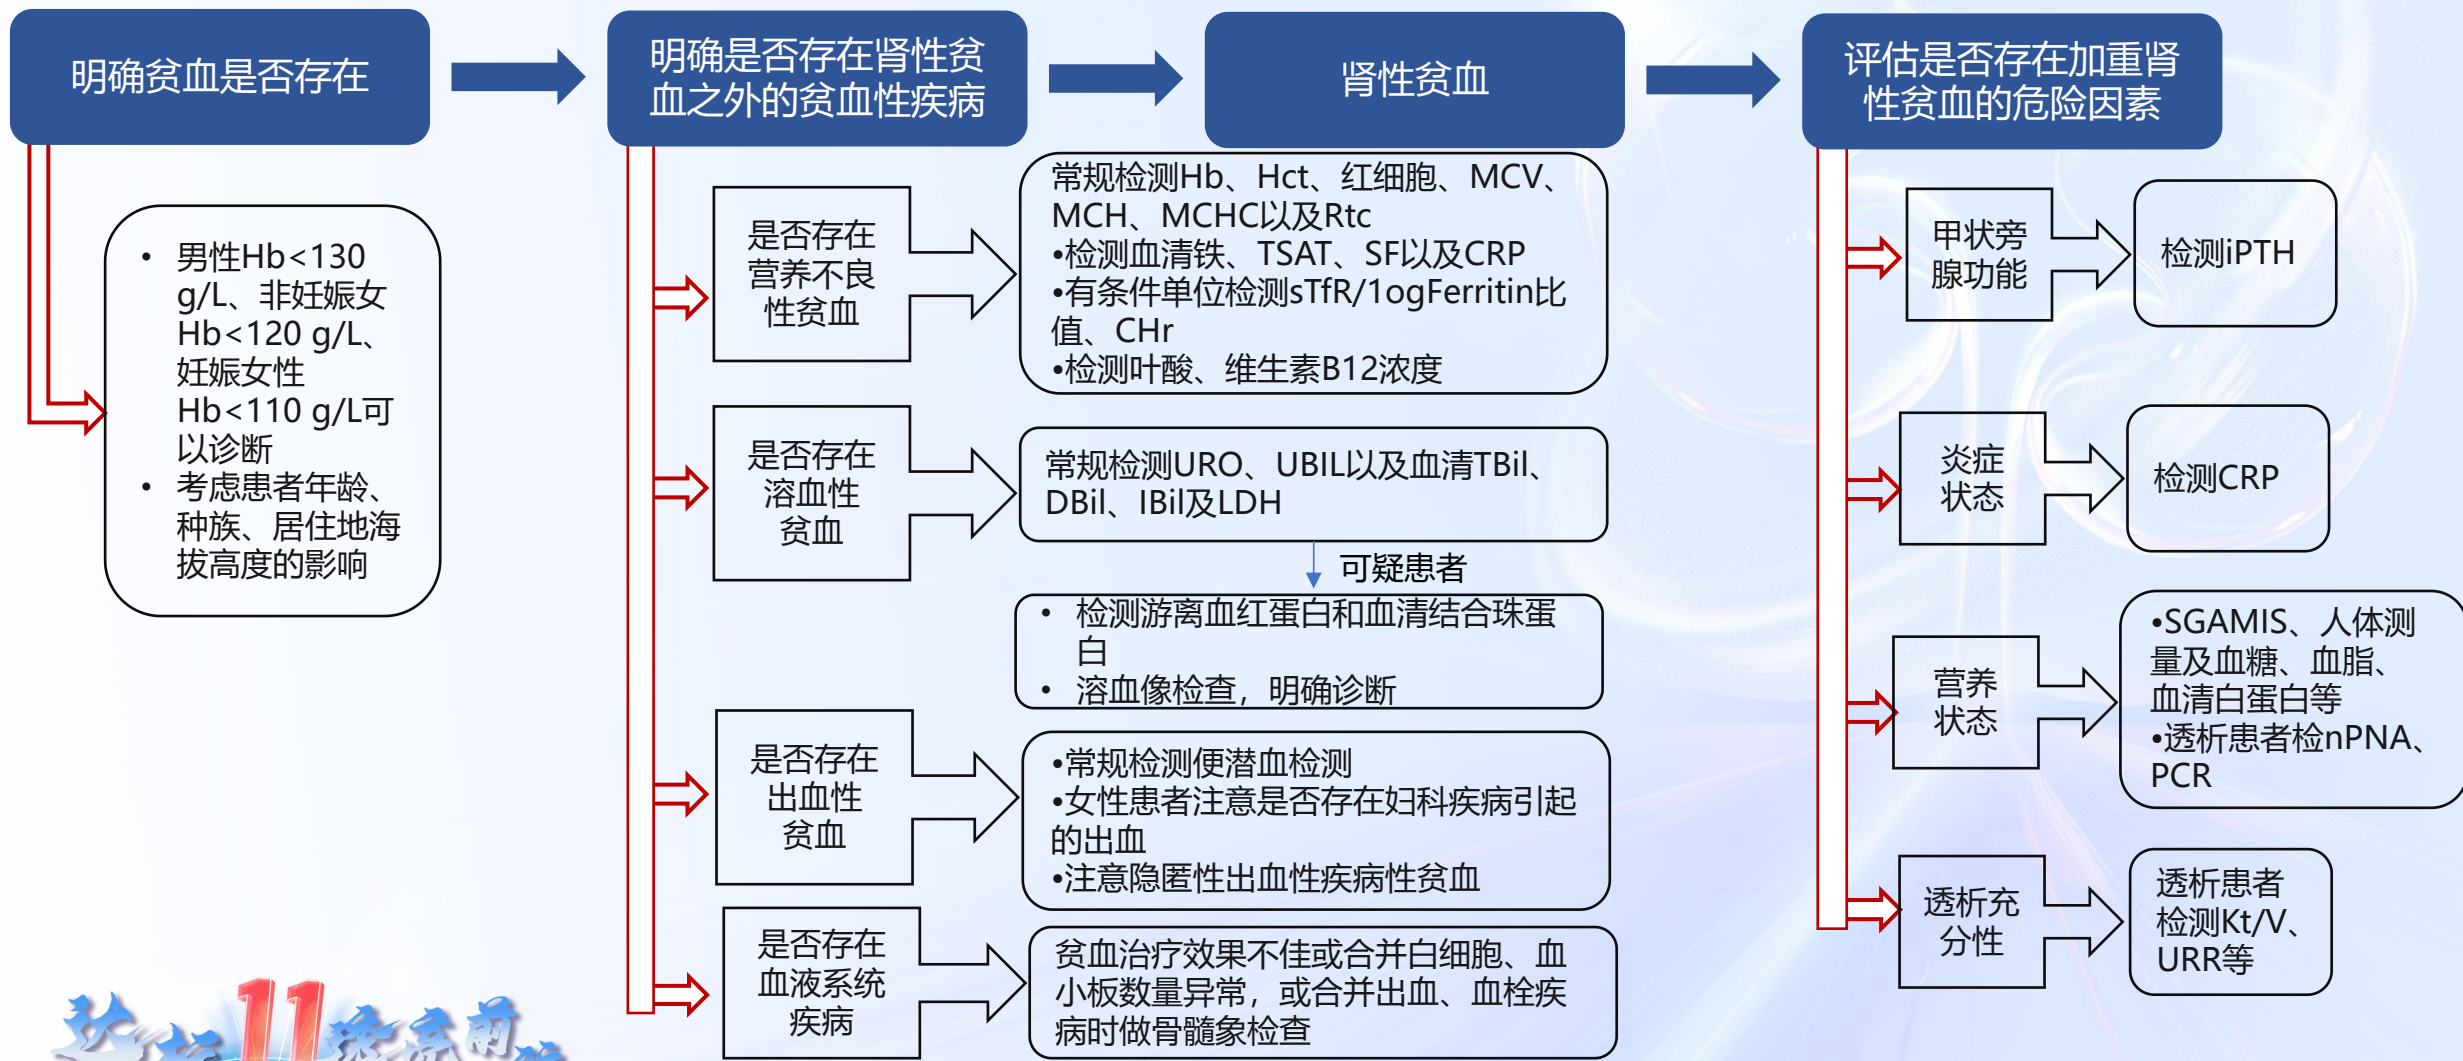 明确贫血是否存在
明确是否存在肾性贫
血之外的贫血性疾病
肾性贫血
评估是否存在加重肾
性贫血的危险因素
• 男性Hb<130
g/L、非妊娠女
Hb<120 g/L、
妊娠女性
Hb<110 g/L可
以诊断
• 考虑患者年龄、
种族、居住地海
拔高度的影响
是否存在
营养不良
性贫血
常规检测Hb、Hct、红细胞、MCV、
MCH、MCHC以及Rtc
•检测血清铁、TSAT、SF以及CRP
•有条件单位检测sTfR/1ogFerritin比
值、CHr
•检测叶酸、维生素B12浓度
是否存在
溶血性
贫血
常规检测URO、UBIL以及血清TBil、
DBil、IBil及LDH
可疑患者
• 检测游离血红蛋白和血清结合珠蛋
白
• 溶血像检查，明确诊断
是否存在
出血性
贫血
•常规检测便潜血检测
•女性患者注意是否存在妇科疾病引起
的出血
•注意隐匿性出血性疾病性贫血
是否存在
血液系统
疾病
贫血治疗效果不佳或合并白细胞、血
小板数量异常，或合并出血、血栓疾
病时做骨髓象检查
甲状旁
腺功能
检测iPTH
炎症
状态
检测CRP
营养
状态
•SGAMIS、人体测
量及血糖、血脂、
血清白蛋白等
•透析患者检nPNA、
PCR
透析充
分性
透析患者
检测Kt/V、
URR等
达标11